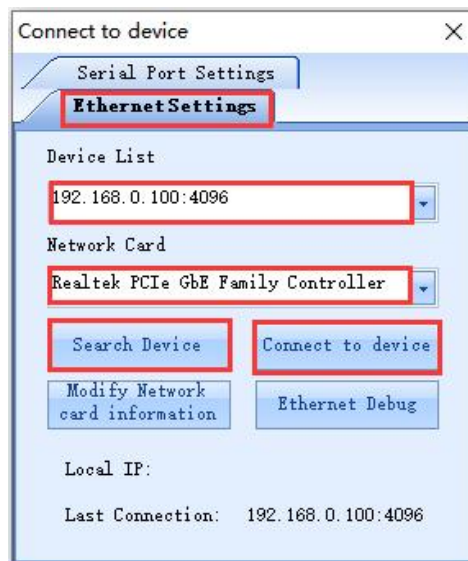 Connect to device
Serial Port Settings
EthernetSettings
Device List
192.168.0.100:4096
Network Card
Realtek PCIe GbE Family Controller
Search Device
Connect to device
Modify Network
card information
Ethernet Debug
Local IP:
Last Connection: 192.168.0.100:4096